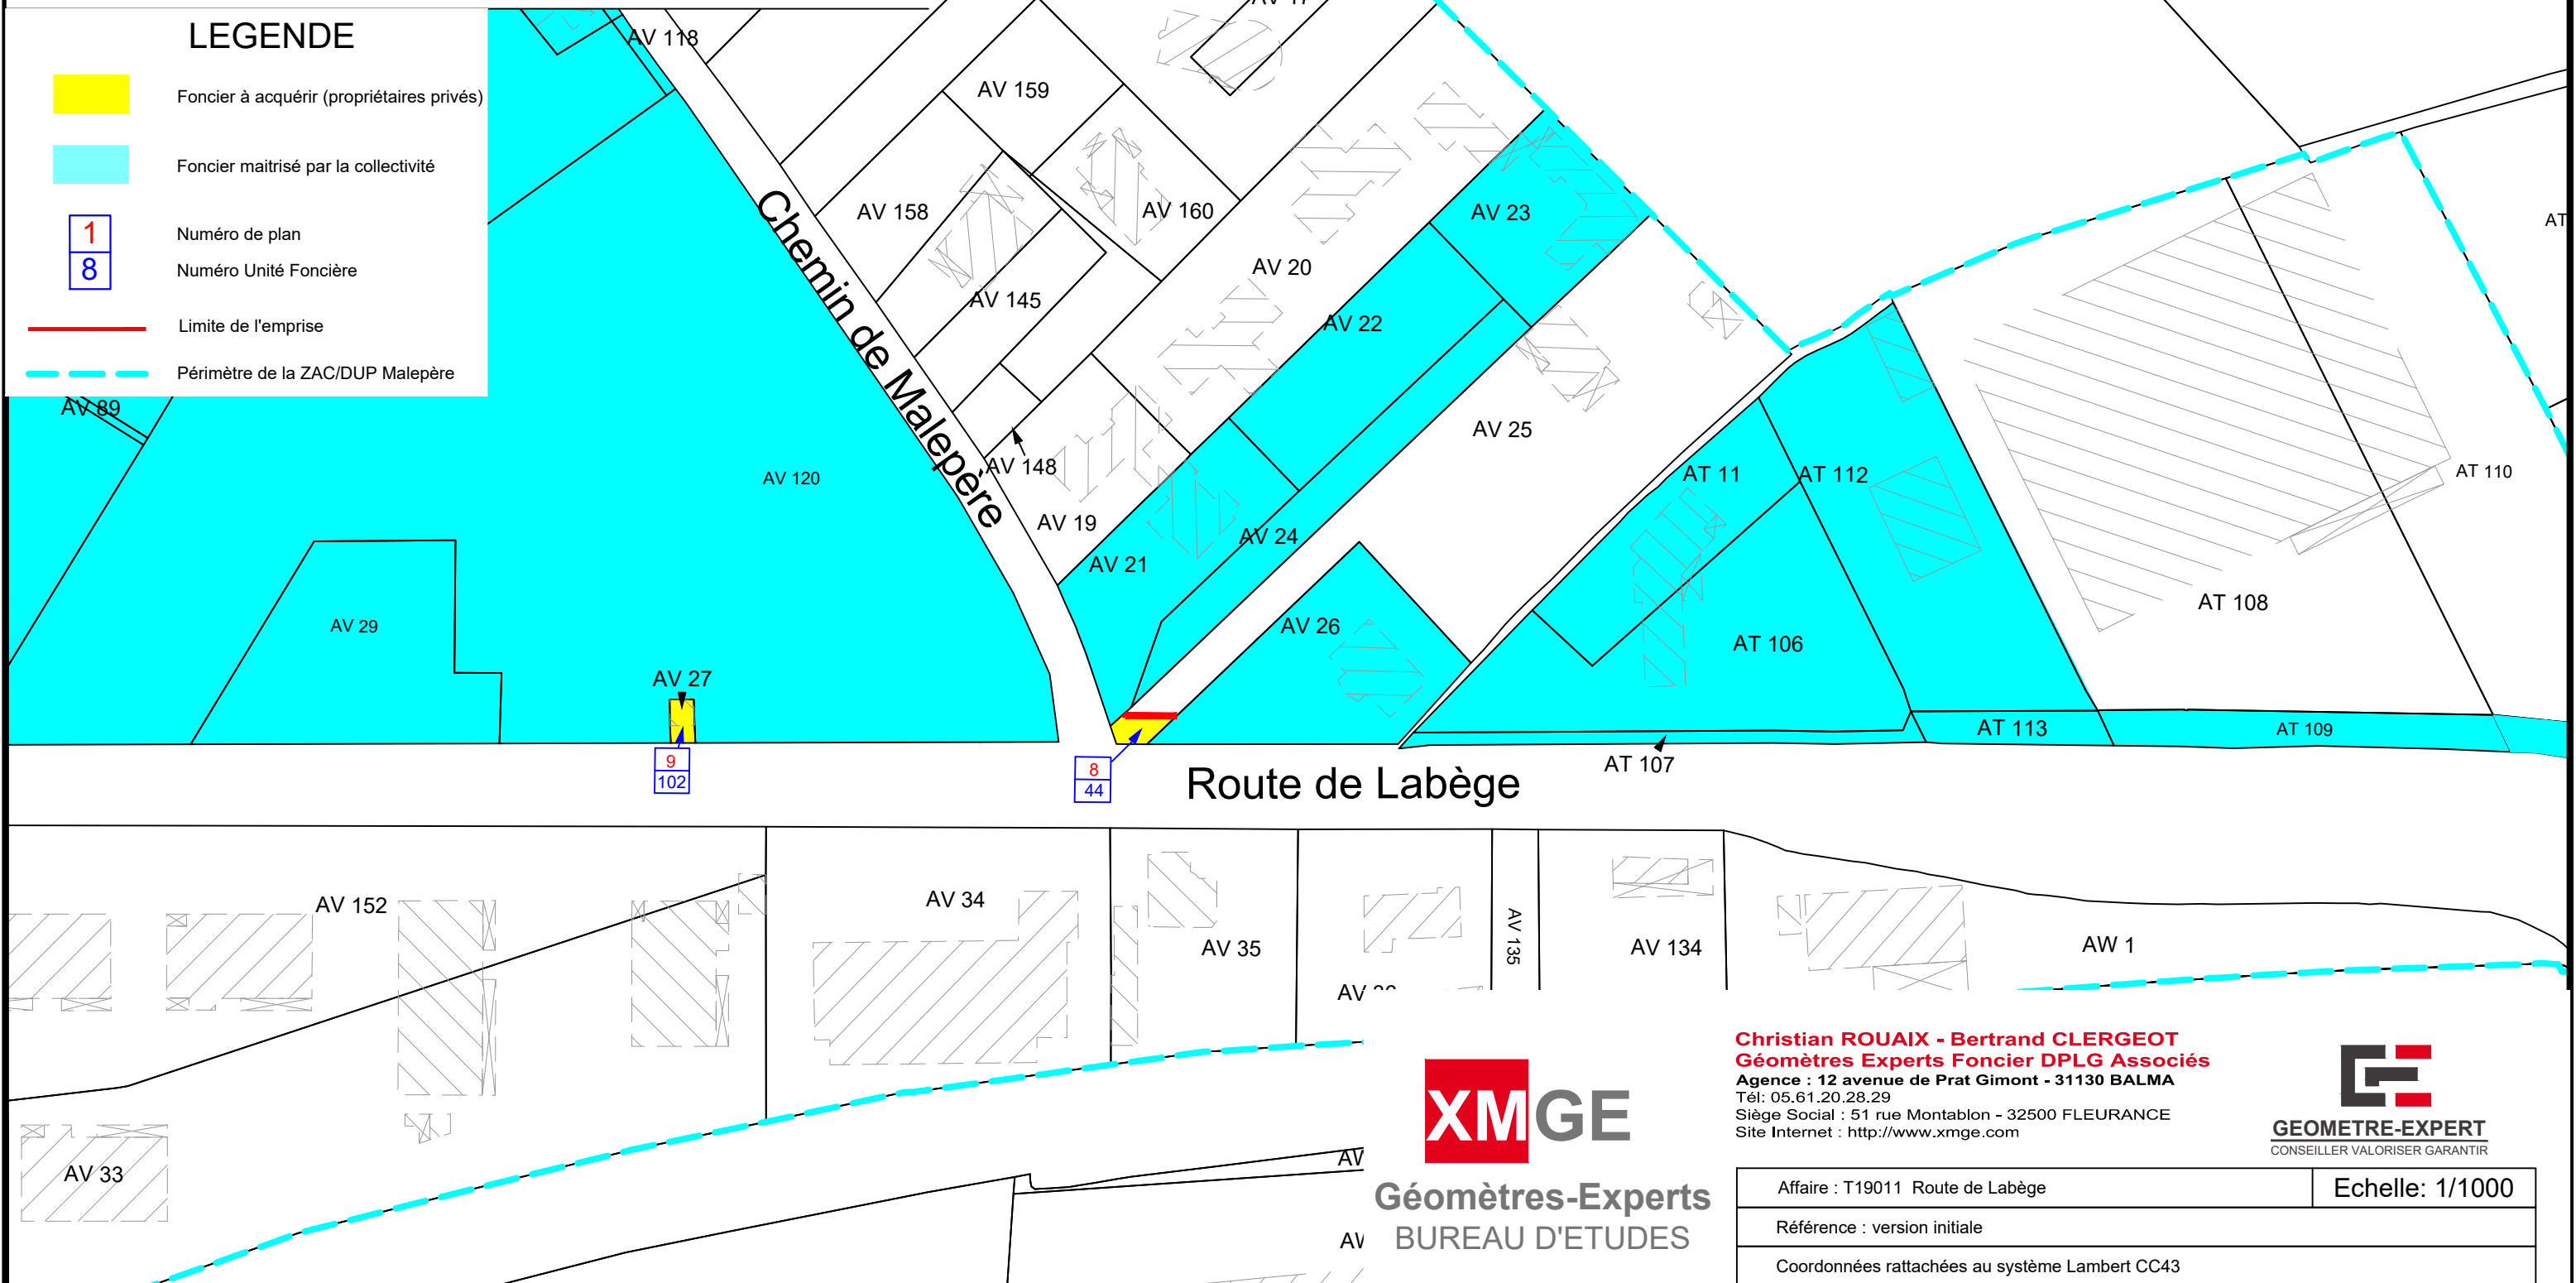 LEGENDE
Foncier à acquérir (propriétaires privés)
Foncier maitrisé par la collectivité
1
Numéro de plan
8
Numéro Unité Foncière
Limite de l'emprise
Périmètre de la ZAC/DUP Malepère
AV 118
AV 159
AV 158
AV 160
AV 145
AV 148
AV 19
AV 20
AV 23
AV 22
AV 21
AV 24
AV 25
AV 26
AV 89
AV 120
AV 29
AV 27
Chemin de Malepère
AT
AT 11
AT 112
AT 110
AT 108
AT 106
AT 113
AT 109
AT 107
9
102
8
44
Route de Labège
AV 152
AV 34
AV 35
AV 135
AV 134
AW 1
AV 33
XMGE
Géomètres-Experts
BUREAU D'ETUDES
Christian ROUAIX - Bertrand CLERGEOT
Géomètres Experts Foncier DPLG Associés
Agence : 12 avenue de Prat Gimont - 31130 BALMA
Tél: 05.61.20.28.29
Siège Social : 51 rue Montablon - 32500 FLEURANCE
Site Internet : http://www.xmge.com
GEOMETRE-EXPERT
CONSEILLER VALORISER GARANTIR
Affaire : T19011 Route de Labège
Echelle: 1/1000
Référence : version initiale
Coordonnées rattachées au système Lambert CC43